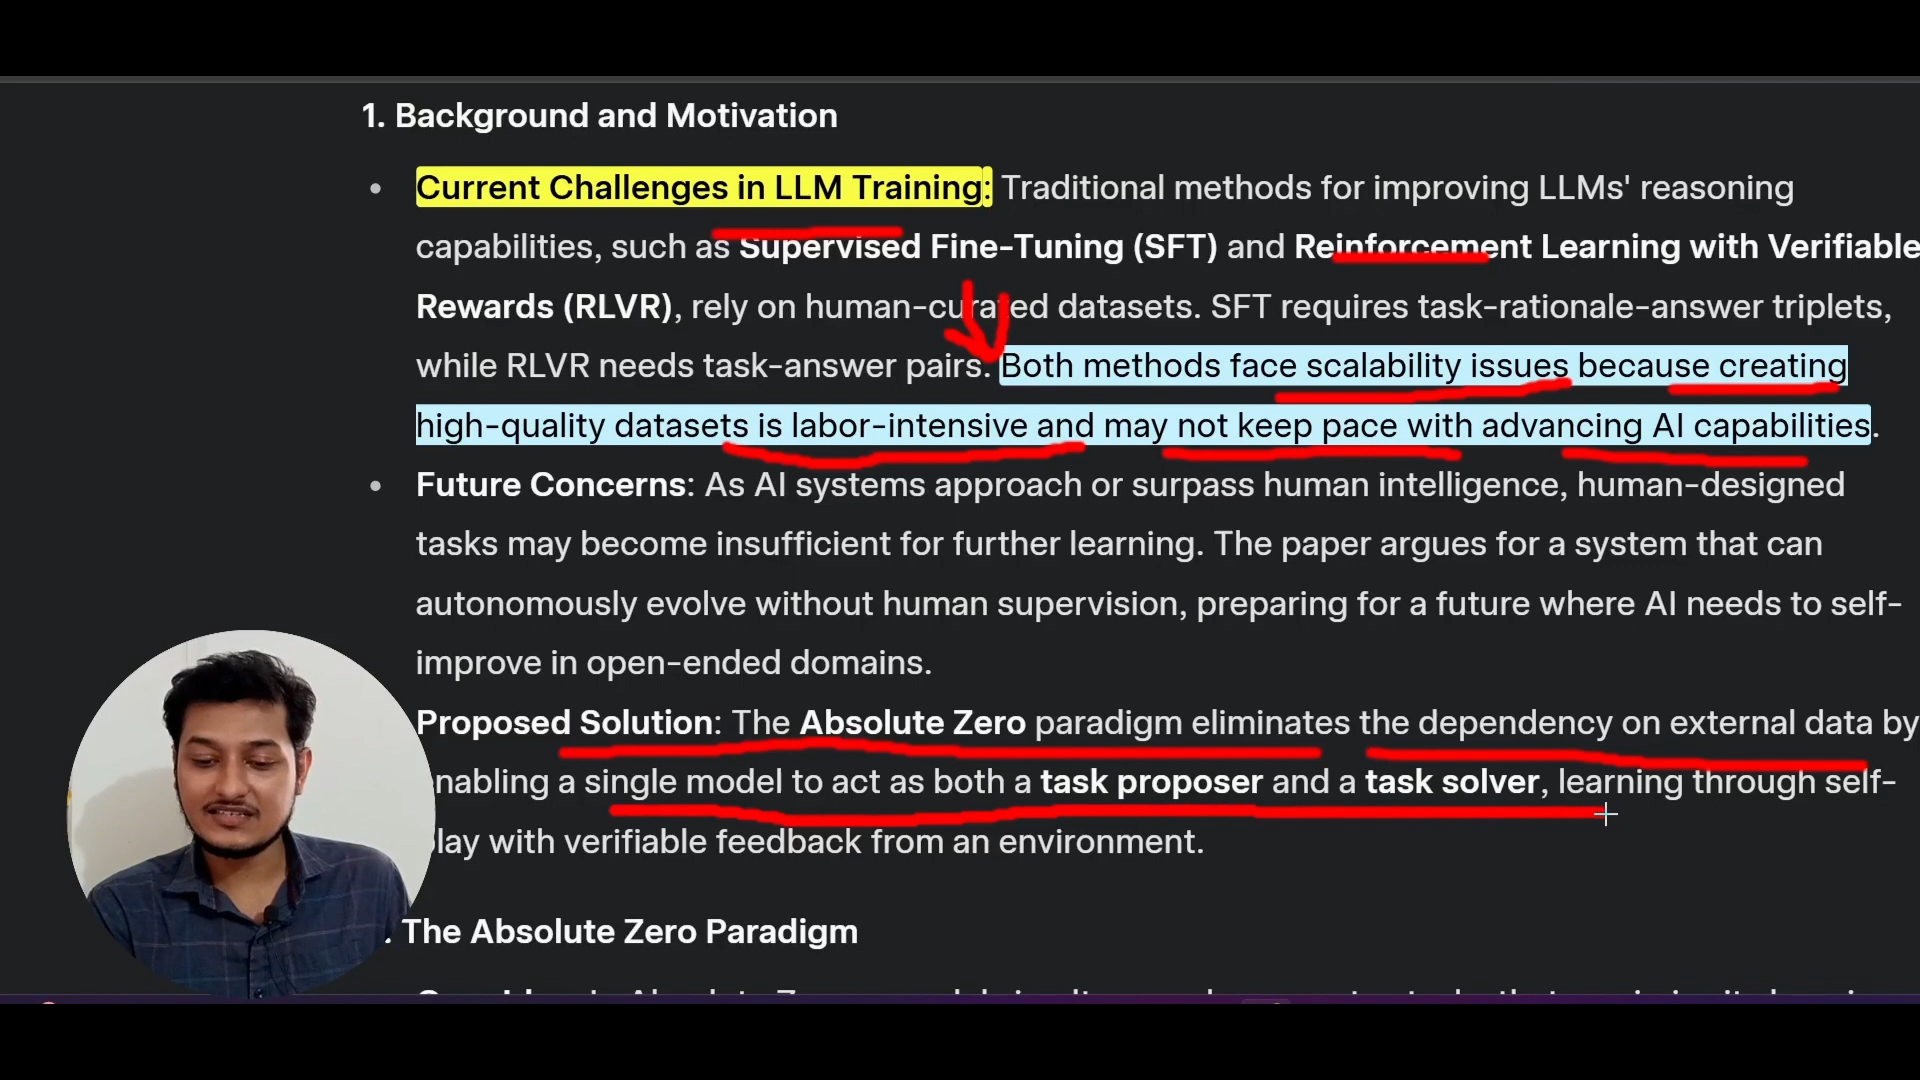 1. Background and Motivation
• Current Challenges in LLM Training: Traditional methods for improving LLMs' reasoning
capabilities, such as Supervised Fine-Tuning (SFT) and Reinforcement Learning with Verifiable
Rewards (RLVR), rely on human-curated datasets. SFT requires task-rationale-answer triplets,
while RLVR needs task-answer pairs. Both methods face scalability issues because creating
high-quality datasets is labor-intensive and may not keep pace with advancing AI capabilities.
• Future Concerns: As AI systems approach or surpass human intelligence, human-designed
tasks may become insufficient for further learning. The paper argues for a system that can
autonomously evolve without human supervision, preparing for a future where AI needs to self-
improve in open-ended domains.
Proposed Solution: The Absolute Zero paradigm eliminates the dependency on external data by
nabling a single model to act as both a task proposer and a task solver, learning through self-
lay with verifiable feedback from an environment.
. The Absolute Zero Paradigm